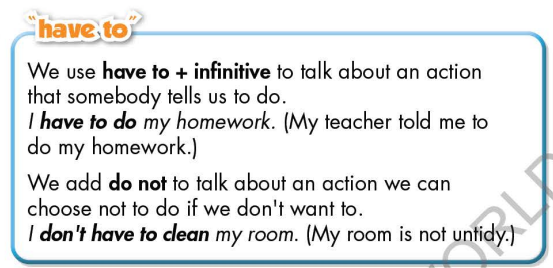 "have to"
We use have to + infinitive to talk about an action
that somebody tells us to do.
I have to do my homework. (My teacher told me to
do my homework.)
We add do not to talk about an action we can
choose not to do if we don't want to.
I don't have to clean my room. (My room is not untidy.)
ORLD